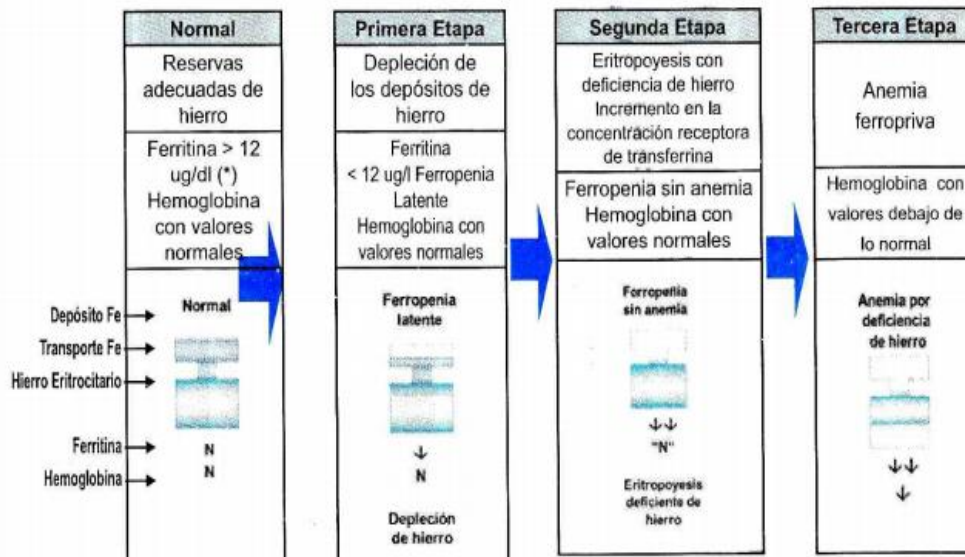 Normal
Reservas
adecuadas de
hierro
Ferritina > 12
ug/dl (*)
Hemoglobina
con valores
normales
Normal
N
N
Depósito Fe
Transporte Fe
Hierro Eritrocitario
Ferritina
Hemoglobina
Primera Etapa
Depleción de
los depósitos de
hierro
Ferritina
< 12 ug/l Ferropenia
Latente
Hemoglobina con
valores normales
Ferropenia
latente
N
Depleción
de hierro
Segunda Etapa
Eritropoyesis con
deficiencia de hierro
Incremento en la
concentración receptora
de transferrina
Ferropenia sin anemia
Hemoglobina con
valores normales
Ferropenia
sin anemia
"N"
Eritropoyesis
deficiente de
hierro
Tercera Etapa
Anemia
ferropriva
Hemoglobina con
valores debajo de
lo normal
Anemia por
deficiencia
de hierro